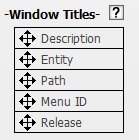 -Window Titles- ?
Description
Entity
Path
Menu ID
Release